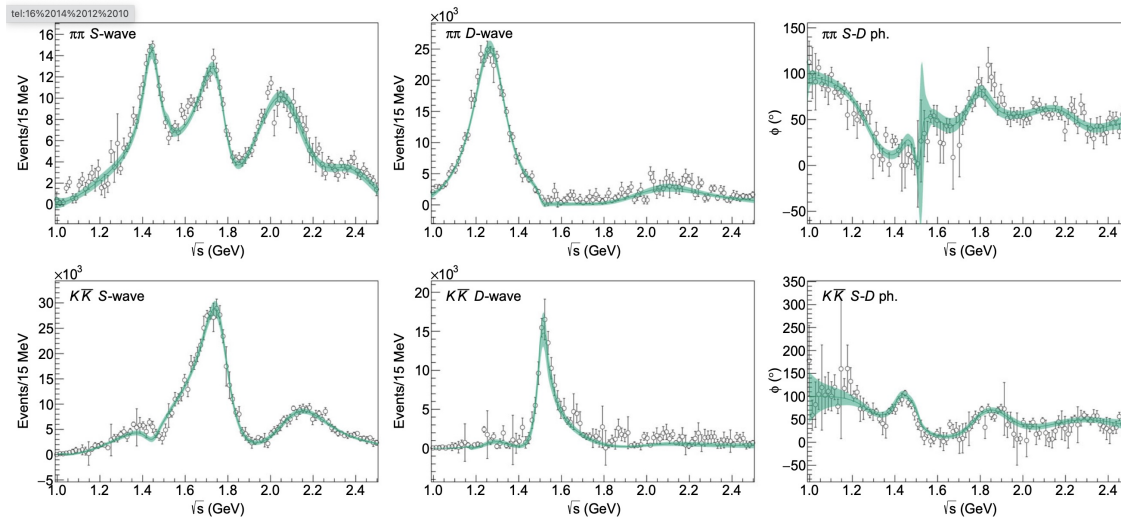 tel:16%2014%2012%2010
ππ S-wave
Events/15 MeV
16
14
12
10
8
6
4
2
0
1.0 1.2 1.4 1.6 1.8 2.0 2.2 2.4
√s (GeV)
×10³
ππ D-wave
Events/15 MeV
25
20
15
10
5
0
1.0 1.2 1.4 1.6 1.8 2.0 2.2 2.4
√s (GeV)
ππ S-D ph.
ϕ (°)
150
100
50
0
−50
1.0 1.2 1.4 1.6 1.8 2.0 2.2 2.4
√s (GeV)
×10³
KK̅ S-wave
Events/15 MeV
30
25
20
15
10
5
0
−5
1.0 1.2 1.4 1.6 1.8 2.0 2.2 2.4
√s (GeV)
×10³
KK̅ D-wave
Events/15 MeV
20
15
10
5
0
1.0 1.2 1.4 1.6 1.8 2.0 2.2 2.4
√s (GeV)
KK̅ S-D ph.
ϕ (°)
350
300
250
200
150
100
50
0
−50
1.0 1.2 1.4 1.6 1.8 2.0 2.2 2.4
√s (GeV)